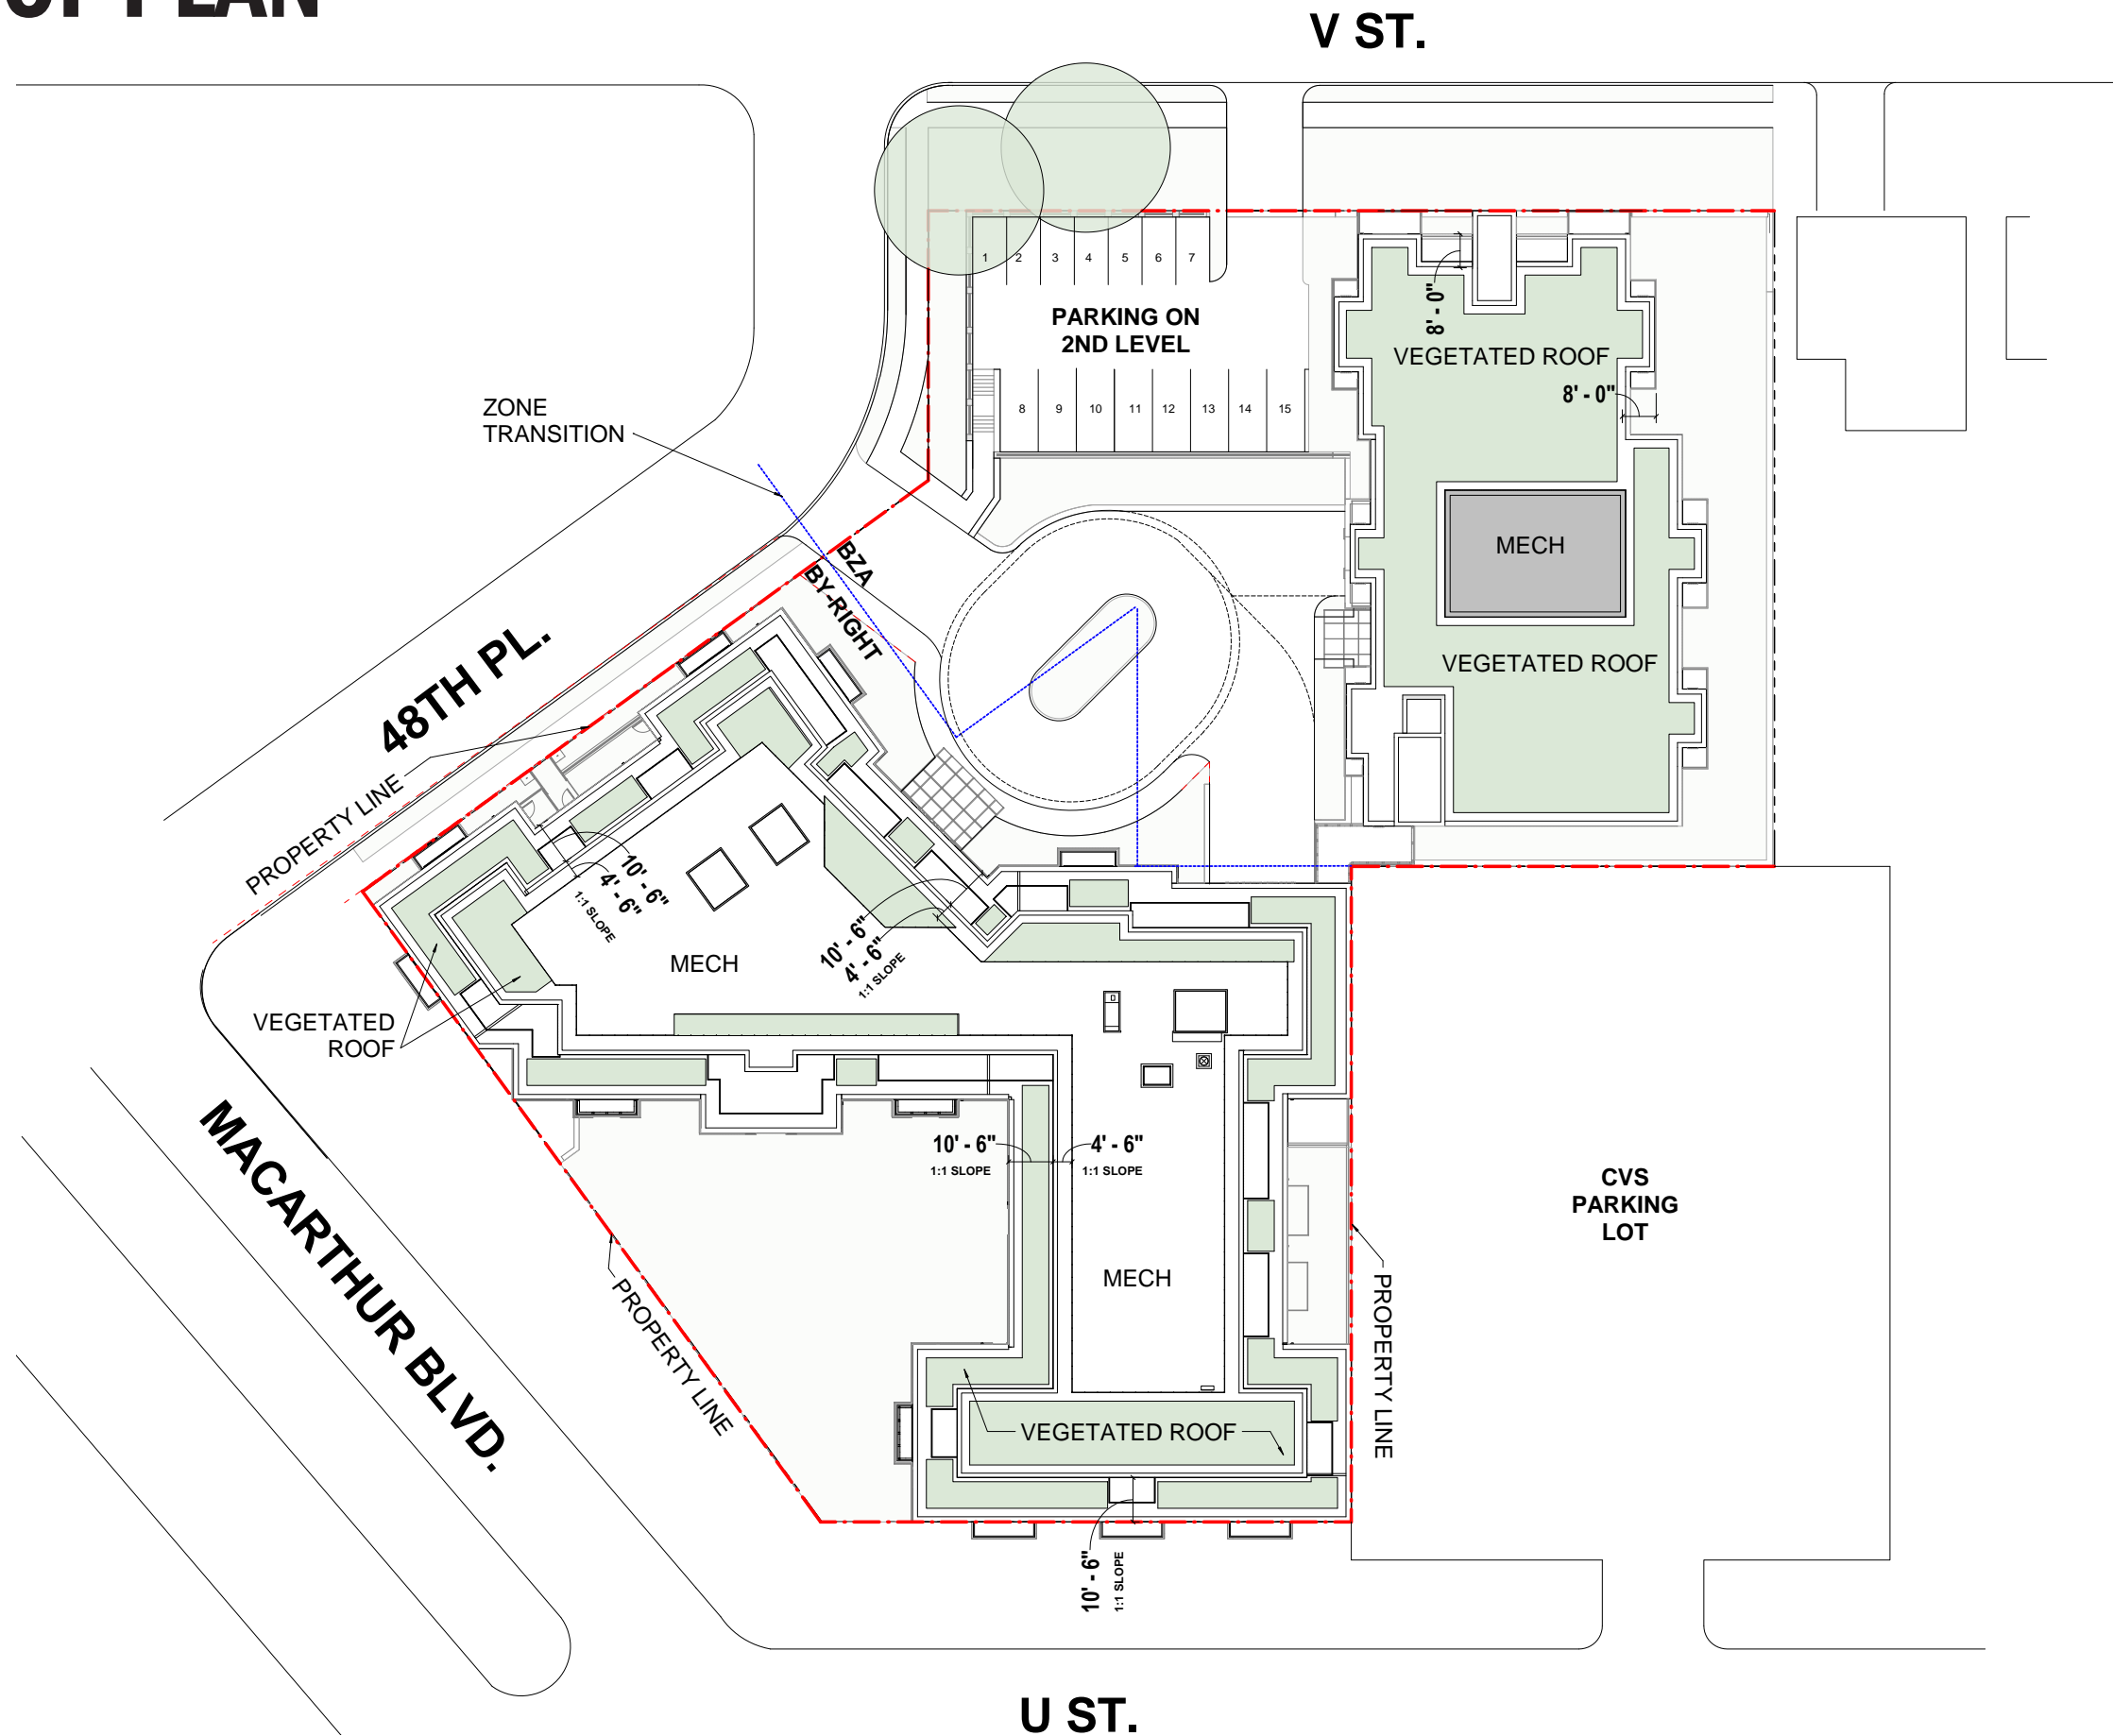 PLAN
V ST.
1 2 3 4 5 6 7
PARKING ON
2ND LEVEL
8 9 10 11 12 13 14 15
8' - 0"
VEGETATED ROOF
8' - 0"
ZONE
TRANSITION
MECH
BZA
BY-RIGHT
VEGETATED ROOF
48TH PL.
PROPERTY LINE
10' - 6"
4' - 6"
1:1 SLOPE
10' - 6"
4' - 6"
1:1 SLOPE
MECH
VEGETATED
ROOF
MACARTHUR BLVD.
10' - 6"
1:1 SLOPE
4' - 6"
1:1 SLOPE
CVS
PARKING
LOT
MECH
PROPERTY LINE
PROPERTY LINE
VEGETATED ROOF
10' - 6"
1:1 SLOPE
U ST.